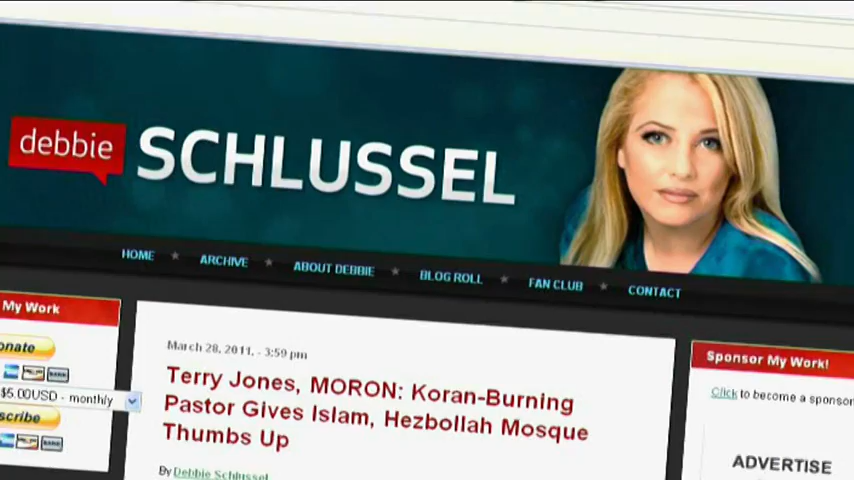 debbie SCHLUSSEL
HOME ★ ARCHIVE ★ ABOUT DEBBIE ★ BLOG ROLL ★ FAN CLUB ★ CONTACT
My Work
onate
$5.00USD - monthly
scribe
March 28, 2011, - 3:59 pm
Terry Jones, MORON: Koran-Burning
Pastor Gives Islam, Hezbollah Mosque
Thumbs Up
By Debbie Schlussel
Sponsor My Work!
Click to become a sponsor
ADVERTISE